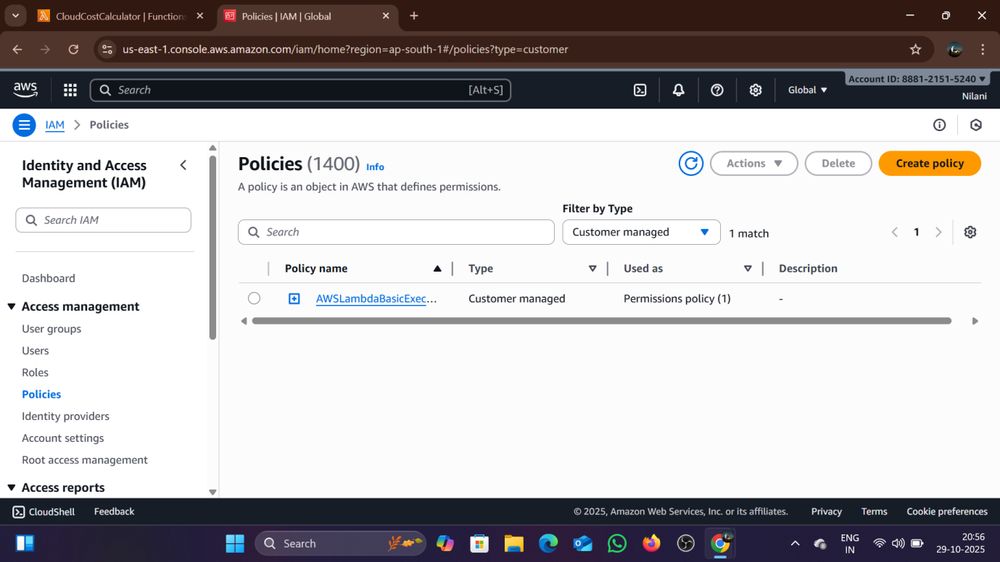 CloudCostCalculator | Functions
Policies | IAM | Global
us-east-1.console.aws.amazon.com/iam/home?region=ap-south-1#/policies?type=customer
aws
Search
[Alt+S]
Global
Account ID: 8881-2151-5240
Nilani
IAM
Policies
Identity and Access
Management (IAM)
Search IAM
Dashboard
Access management
User groups
Users
Roles
Policies
Identity providers
Account settings
Root access management
Access reports
Policies (1400) Info
Actions
Delete
Create policy
A policy is an object in AWS that defines permissions.
Filter by Type
Search
Customer managed
1 match
1
Policy name
Type
Used as
Description
AWSLambdaBasicExec...
Customer managed
Permissions policy (1)
-
CloudShell
Feedback
© 2025, Amazon Web Services, Inc. or its affiliates.
Privacy
Terms
Cookie preferences
Search
ENG
IN
20:56
29-10-2025